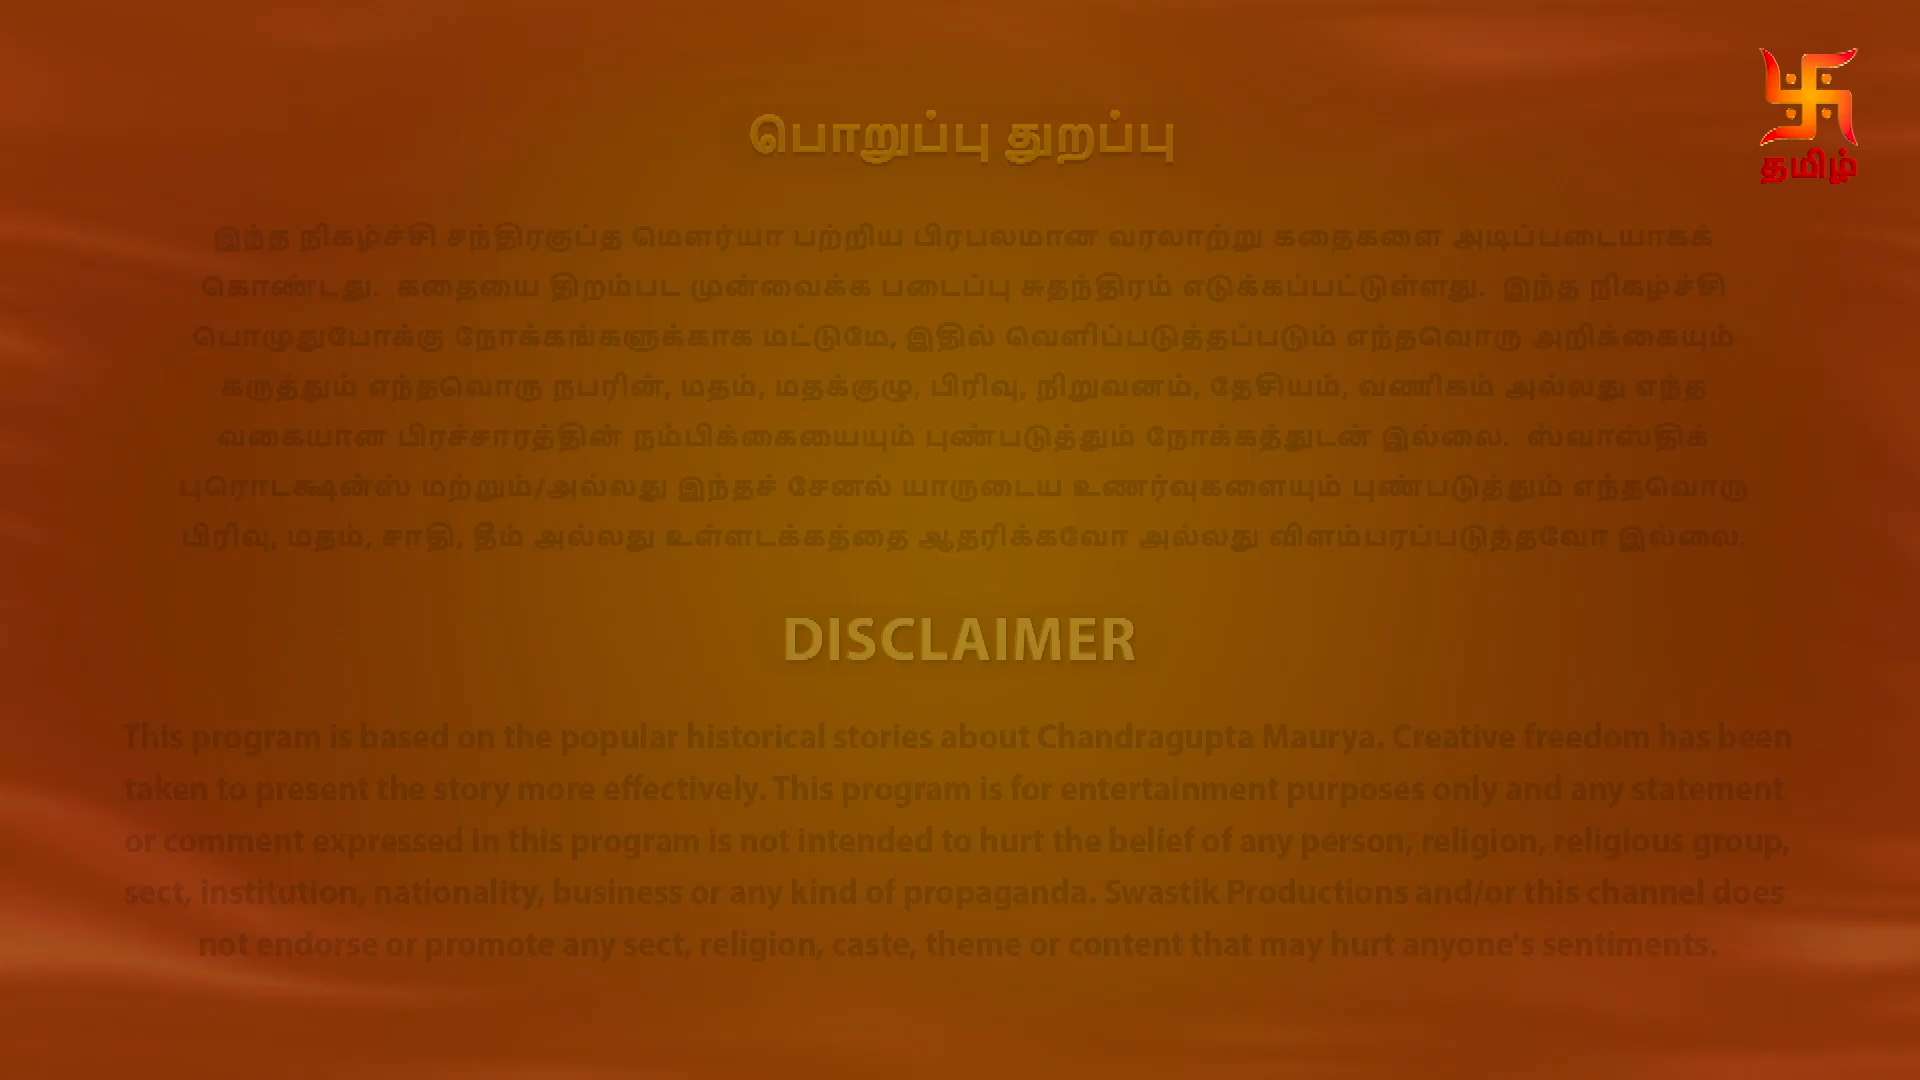 தமிழ்
பொறுப்பு துறப்பு
இந்த நிகழ்ச்சி சந்திரகுப்த மௌர்யா பற்றிய பிரபலமான வரலாற்று கதைகளை அடிப்படையாகக்
கொண்டது. கதையை திறம்பட முன்வைக்க படைப்பு சுதந்திரம் எடுக்கப்பட்டுள்ளது. இந்த நிகழ்ச்சி
பொழுதுபோக்கு நோக்கங்களுக்காக மட்டுமே, இதில் வெளிப்படுத்தப்படும் எந்தவொரு அறிக்கையும்
கருத்தும் எந்தவொரு நபரின், மதம், மதக்குழு, பிரிவு, நிறுவனம், தேசியம், வணிகம் அல்லது எந்த
வகையான பிரச்சாரத்தின் நம்பிக்கையையும் புண்படுத்தும் நோக்கத்துடன் இல்லை. ஸ்வாஸ்திக்
புரொடக்ஷன்ஸ் மற்றும்/அல்லது இந்தச் சேனல் யாருடைய உணர்வுகளையும் புண்படுத்தும் எந்தவொரு
பிரிவு, மதம், சாதி, தீம் அல்லது உள்ளடக்கத்தை ஆதரிக்கவோ அல்லது விளம்பரப்படுத்தவோ இல்லை.
DISCLAIMER
This program is based on the popular historical stories about Chandragupta Maurya. Creative freedom has been
taken to present the story more effectively. This program is for entertainment purposes only and any statement
or comment expressed in this program is not intended to hurt the belief of any person, religion, religious group,
sect, institution, nationality, business or any kind of propaganda. Swastik Productions and/or this channel does
not endorse or promote any sect, religion, caste, theme or content that may hurt anyone's sentiments.